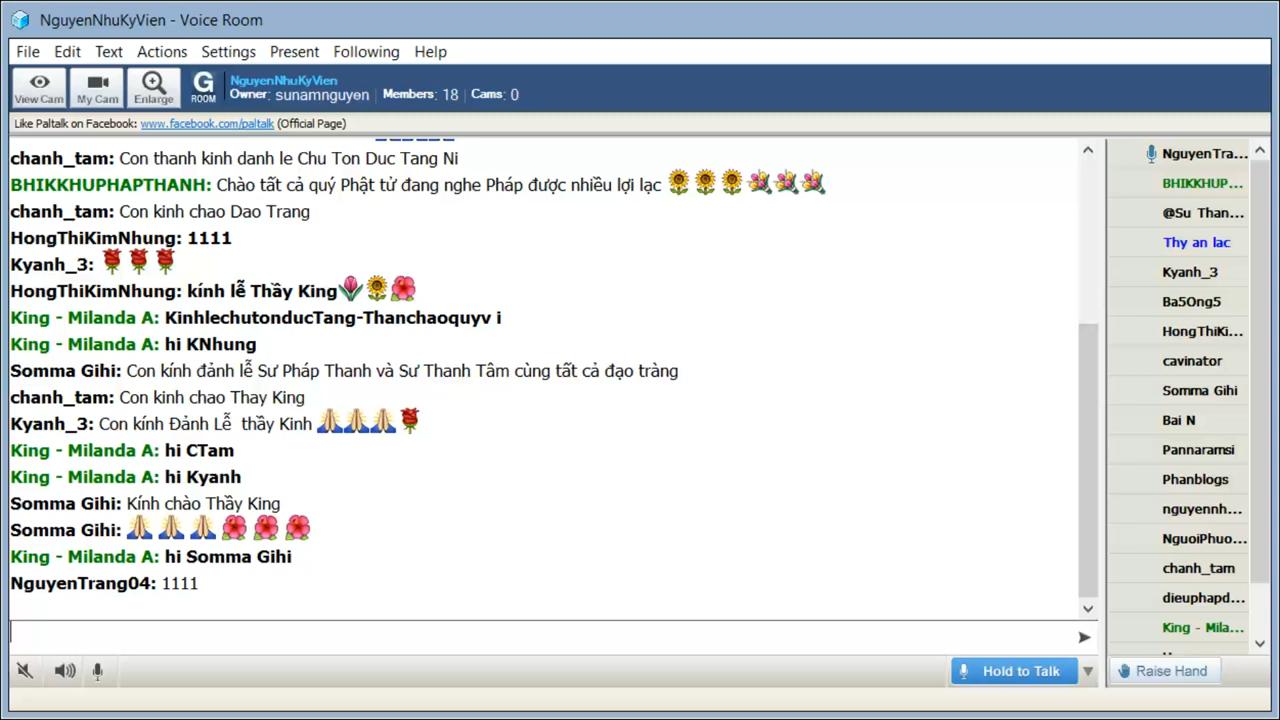 NguyenNhuKyVien - Voice Room
File Edit Text Actions Settings Present Following Help
View Cam My Cam Enlarge G ROOM
NguyenNhuKyVien
Owner: sunamnguyen Members: 18 Cams: 0
Like Paltalk on Facebook: www.facebook.com/paltalk (Official Page)
chanh_tam: Con thanh kinh danh le Chu Ton Duc Tang Ni
BHIKKHUPHAPTHANH: Chào tất cả quý Phật tử đang nghe Pháp được nhiều lợi lạc
chanh_tam: Con kinh chao Dao Trang
HongThiKimNhung: 1111
Kyanh_3:
HongThiKimNhung: kính lễ Thầy King
King - Milanda A: KinhlechutonducTang-Thanchaoquyv i
King - Milanda A: hi KNhung
Somma Gihi: Con kính đảnh lễ Sư Pháp Thanh và Sư Thanh Tâm cùng tất cả đạo tràng
chanh_tam: Con kinh chao Thay King
Kyanh_3: Con kính Đảnh Lễ thầy Kinh
King - Milanda A: hi CTam
King - Milanda A: hi Kyanh
Somma Gihi: Kính chào Thầy King
Somma Gihi:
King - Milanda A: hi Somma Gihi
NguyenTrang04: 1111
NguyenTra...
BHIKKHUP...
@Su Than...
Thy an lac
Kyanh_3
Ba5Ong5
HongThiKi...
cavinator
Somma Gihi
Bai N
Pannaramsi
Phanblogs
nguyennh...
NguoiPhuo...
chanh_tam
dieuphapd...
King - Mila...
Hold to Talk
Raise Hand